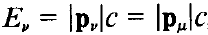 E_ν = |p_ν|c = |p_μ|c,